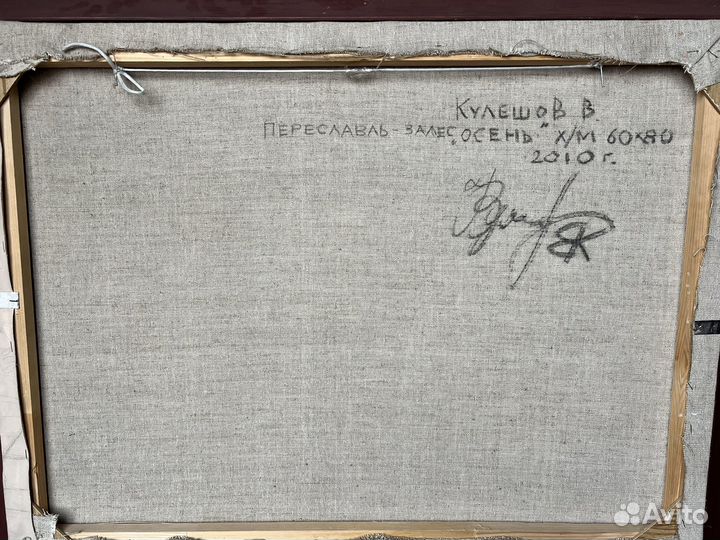 КУЛЕШОВ В.
ПЕРЕСЛАВЛЬ-ЗАЛЕС. „ОСЕНЬ" Х/М 60х80
2010 г.
Avito